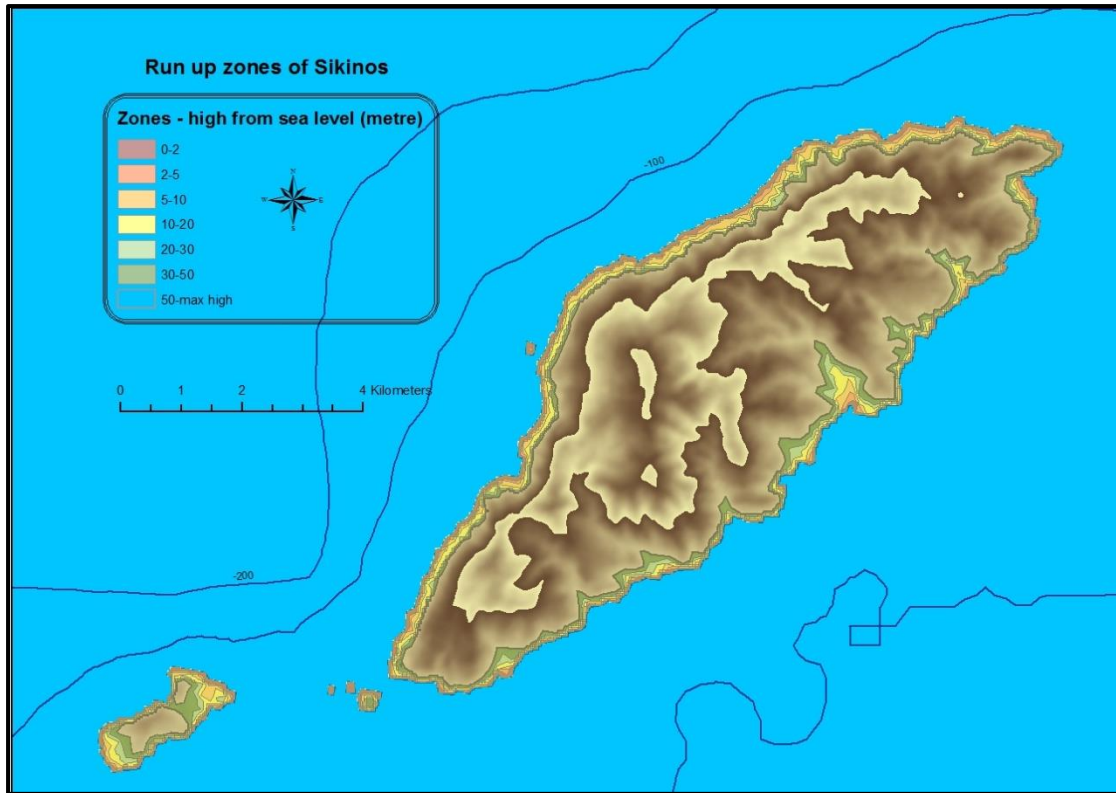 Run up zones of Sikinos
Zones - high from sea level (metre)
0-2
2-5
5-10
10-20
20-30
30-50
50-max high
N
W
E
S
0 1 2 4 Kilometers
-100
-200